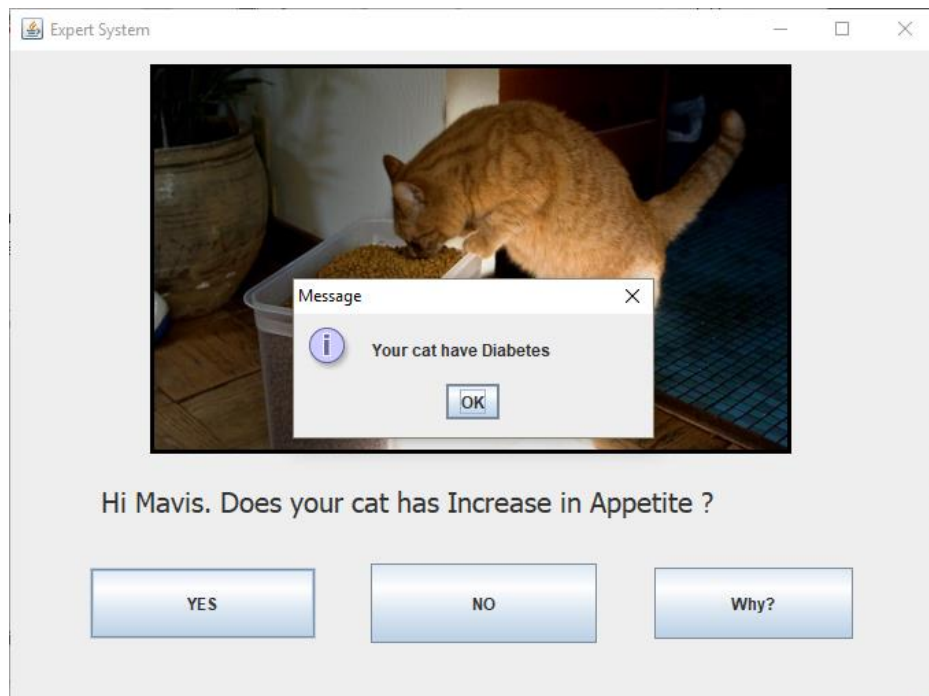 Expert System
Message
Your cat have Diabetes
OK
Hi Mavis. Does your cat has Increase in Appetite ?
YES
NO
Why?